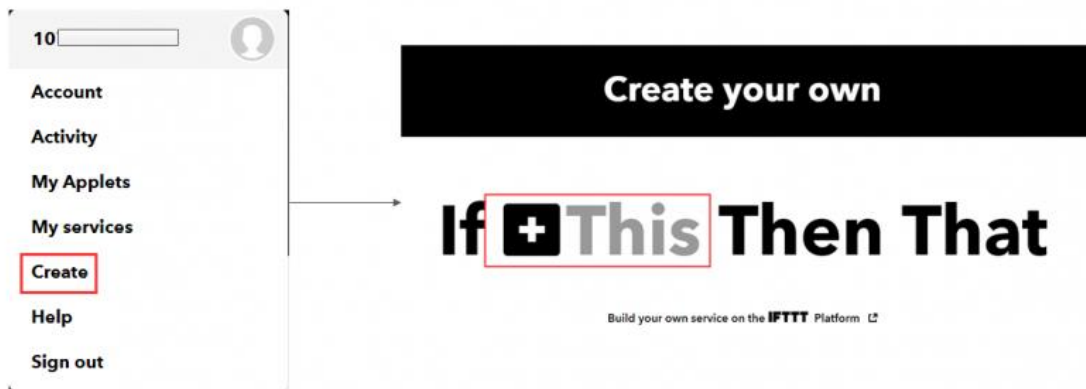 10
Account
Activity
My Applets
My services
Create
Help
Sign out
Create your own
If This Then That
Build your own service on the IFTTT Platform